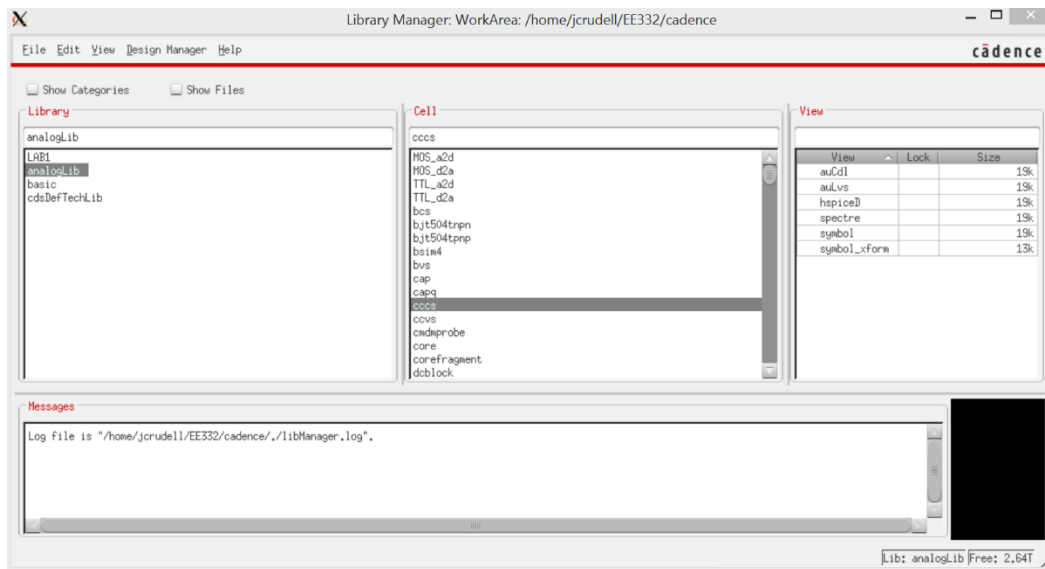 Library Manager: WorkArea: /home/jcrudell/EE332/cadence
File Edit View Design Manager Help
cādence
Show Categories Show Files
Library
analogLib
LAB1
analogLib
basic
cdsDefTechLib
Cell
cccs
MOS_a2d
MOS_d2a
TTL_a2d
TTL_d2a
bcs
bjt504tnpn
bjt504tpnp
bsim4
bvs
cap
capq
cccs
ccvs
cmdmprobe
core
corefragment
dcblock
View
View Lock Size
auCdl 19k
auLvs 19k
hspiceD 19k
spectre 19k
symbol 19k
symbol_xform 13k
Messages
Log file is "/home/jcrudell/EE332/cadence/./libManager.log".
Lib: analogLib Free: 2.64T